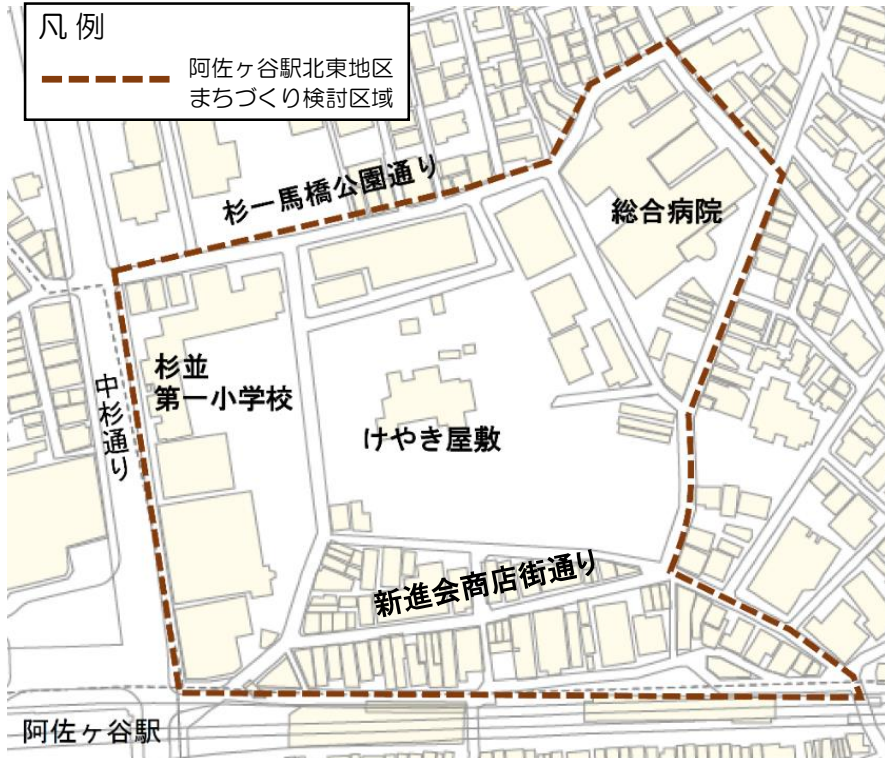 凡 例
阿佐ヶ谷駅北東地区
まちづくり検討区域
杉一馬橋公園通り
総合病院
杉並
第一小学校
中杉通り
けやき屋敷
新進会商店街通り
阿佐ヶ谷駅